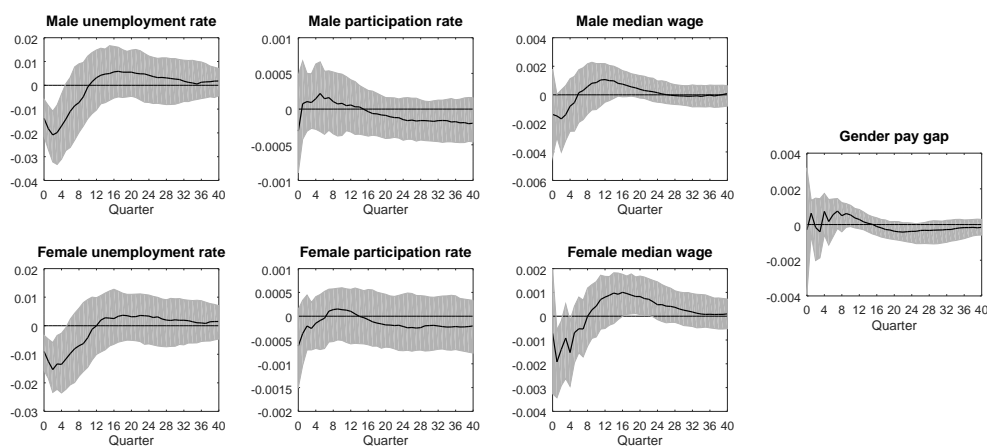 Male unemployment rate
0.02
0.01
0
-0.01
-0.02
-0.03
-0.04
0 4 8 12 16 20 24 28 32 36 40
Quarter
Male participation rate
0.001
0.0005
0
-0.0005
-0.001
0 4 8 12 16 20 24 28 32 36 40
Quarter
Male median wage
0.004
0.002
0
-0.002
-0.004
-0.006
0 4 8 12 16 20 24 28 32 36 40
Quarter
Gender pay gap
0.004
0.002
0
-0.002
-0.004
0 4 8 12 16 20 24 28 32 36 40
Quarter
Female unemployment rate
0.02
0.01
0
-0.01
-0.02
-0.03
0 4 8 12 16 20 24 28 32 36 40
Quarter
Female participation rate
0.001
0.0005
0
-0.0005
-0.001
-0.0015
-0.002
0 4 8 12 16 20 24 28 32 36 40
Quarter
Female median wage
0.002
0.001
0
-0.001
-0.002
-0.003
0.004
0 4 8 12 16 20 24 28 32 36 40
Quarter